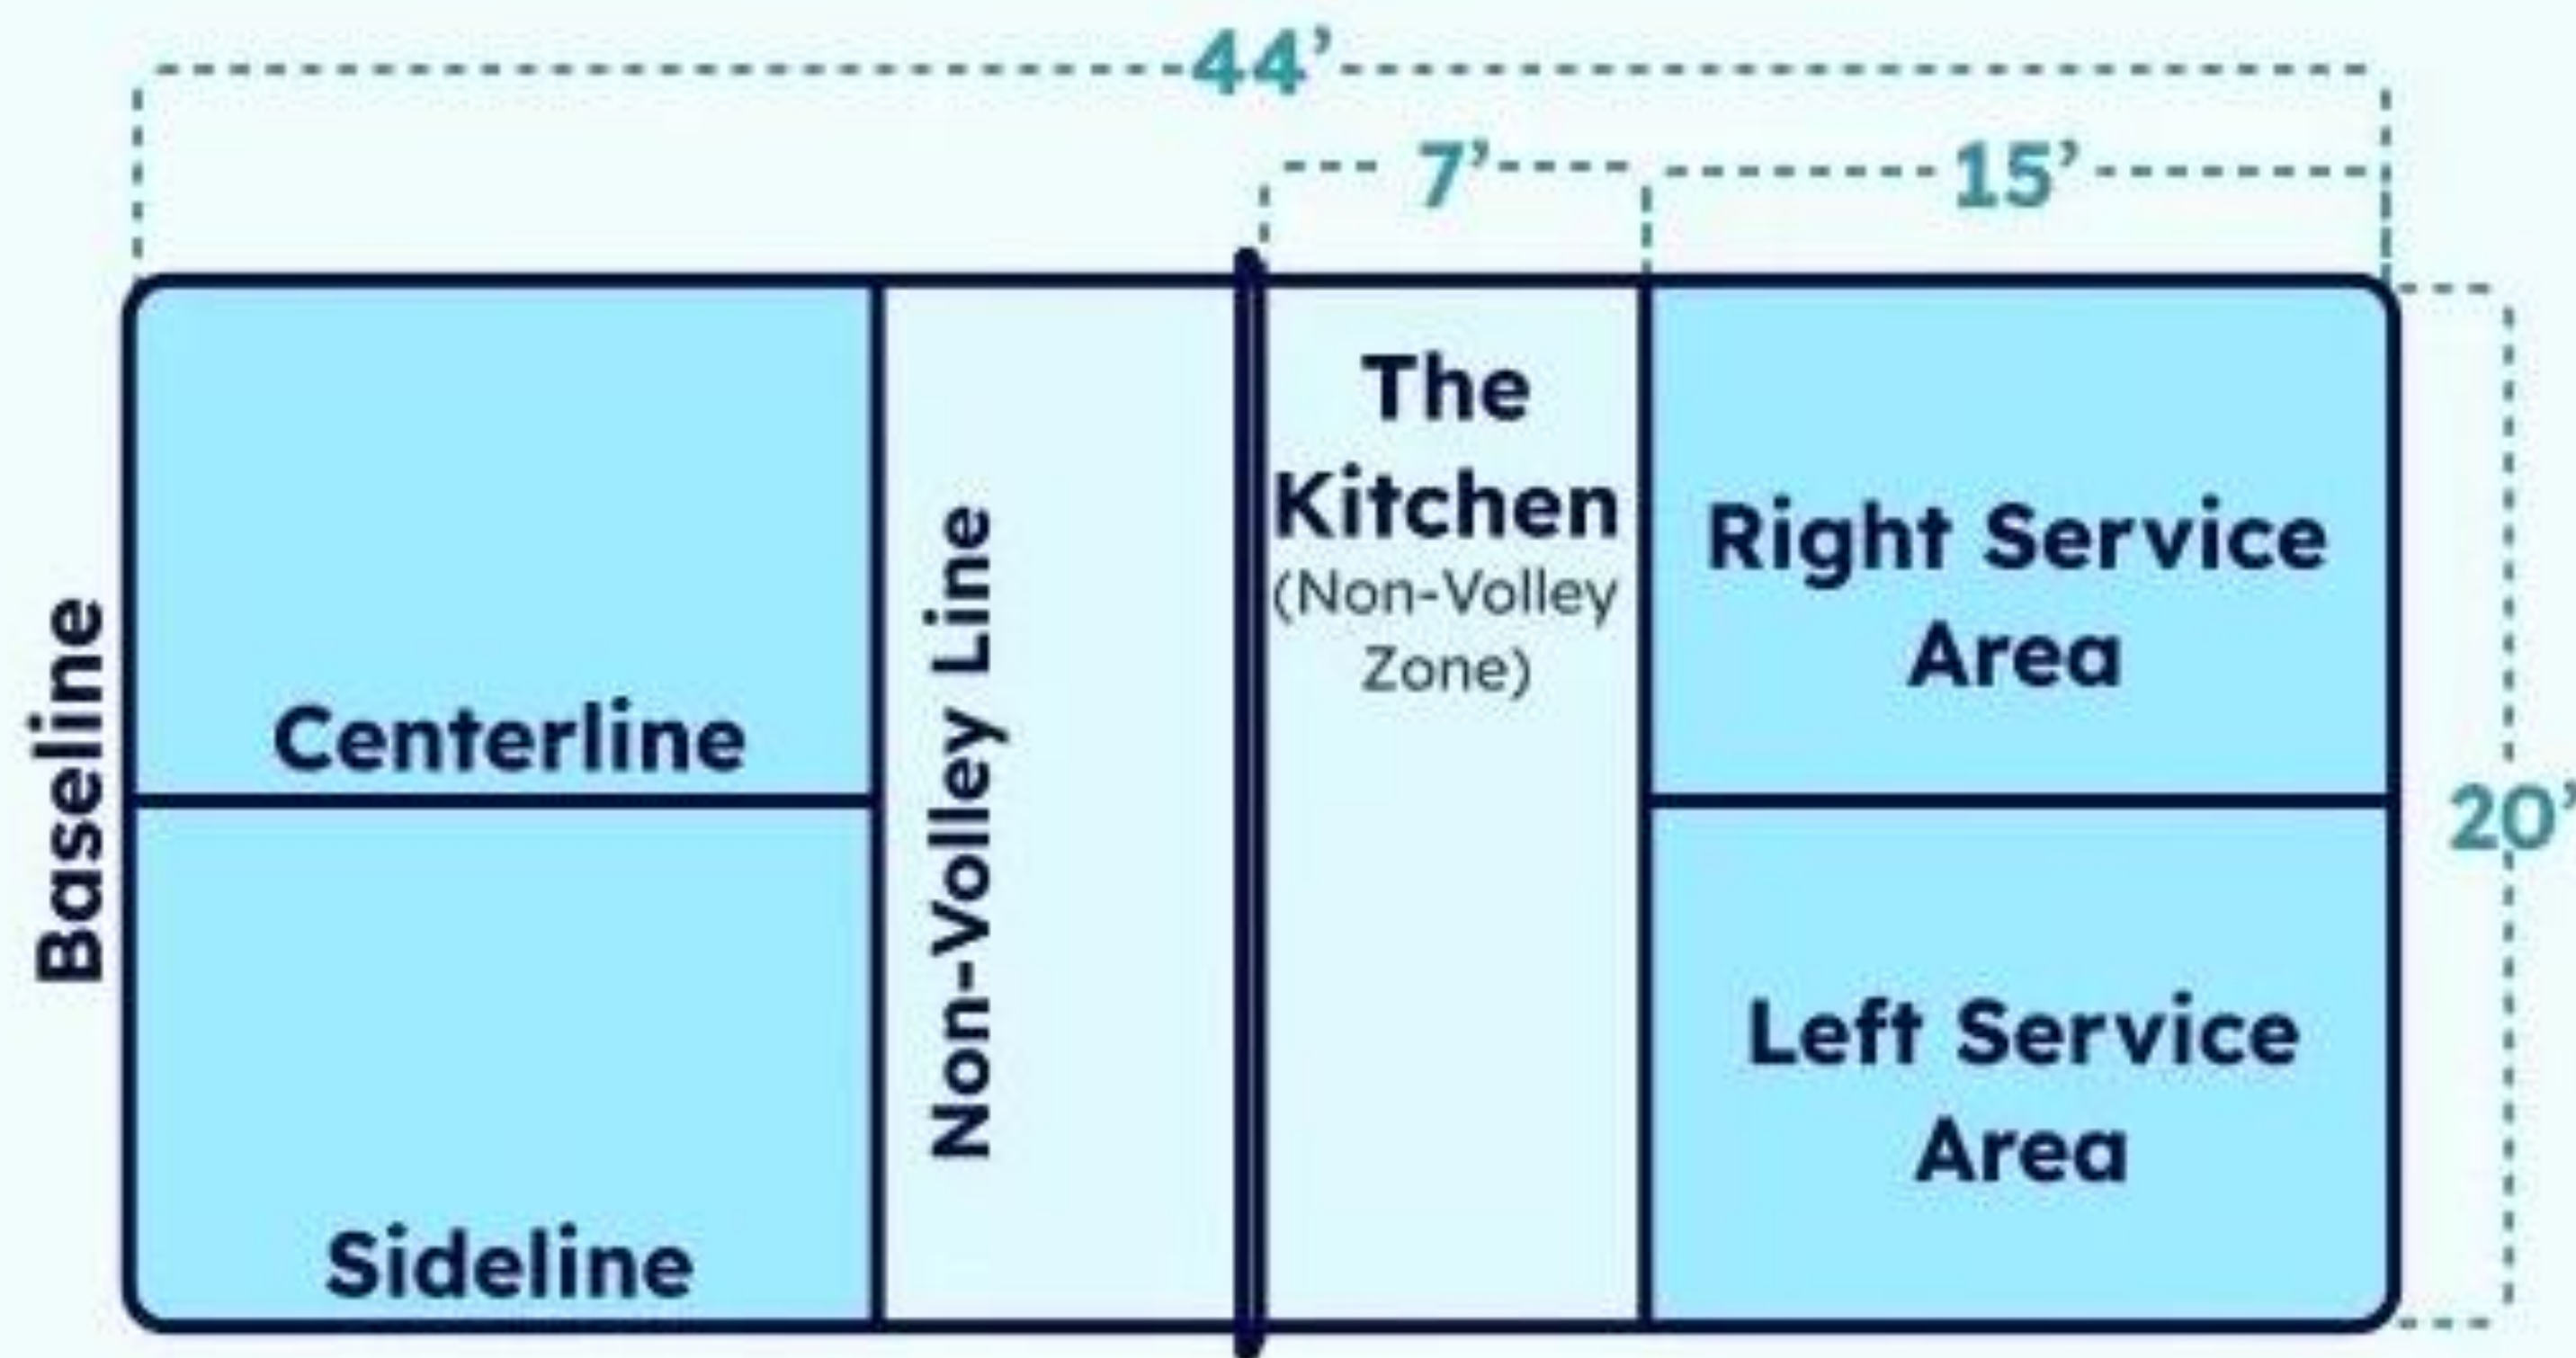 44’
7’
15’
The
Kitchen
(Non-Volley
Zone)
Right Service
Area
Baseline
Centerline
Non-Volley Line
20’
Left Service
Area
Sideline